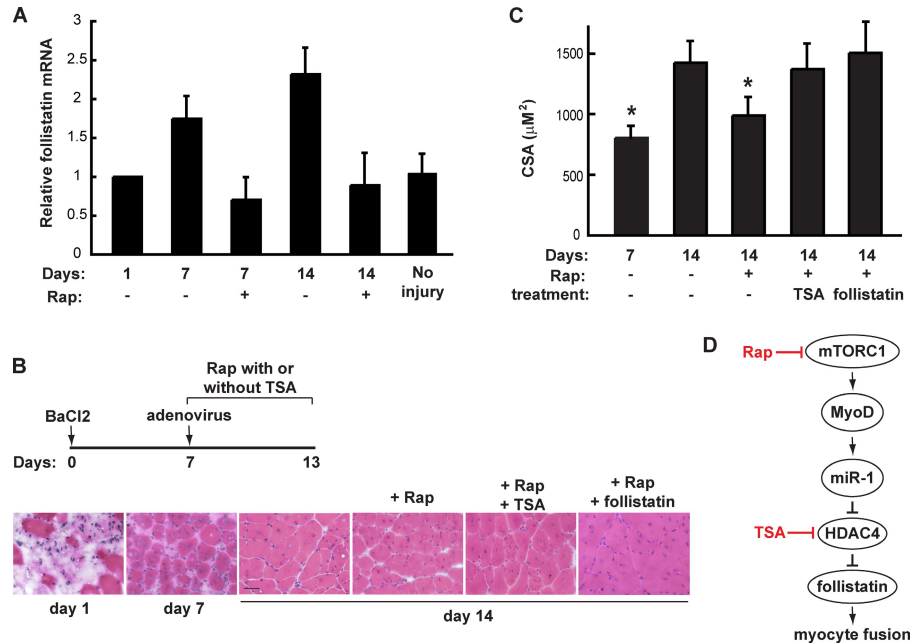 A
Relative follistatin mRNA
3
2.5
2
1.5
1
0.5
0
Days: 1 7 7 14 14 No
injury
Rap: - - + - +
C
CSA (µM²)
1500
1000
500
0
* *
Days: 7 14 14 14 14
Rap: - - + + +
treatment: - - - TSA follistatin
B
Rap with or
without TSA
BaCl2 adenovirus
Days: 0 7 13
+ Rap
+ Rap
+ TSA
+ Rap
+ follistatin
day 1 day 7 day 14
D
Rap mTORC1
MyoD
miR-1
TSA HDAC4
follistatin
myocyte fusion